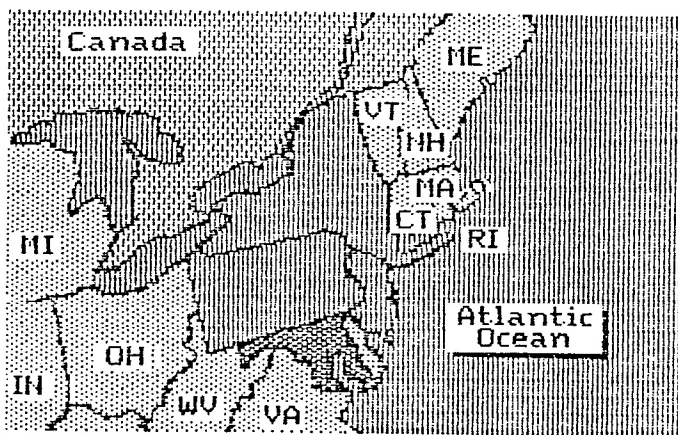 Canada
ME
VT
NH
MA
CT
RI
MI
Atlantic
Ocean
OH
IN
WV
VA